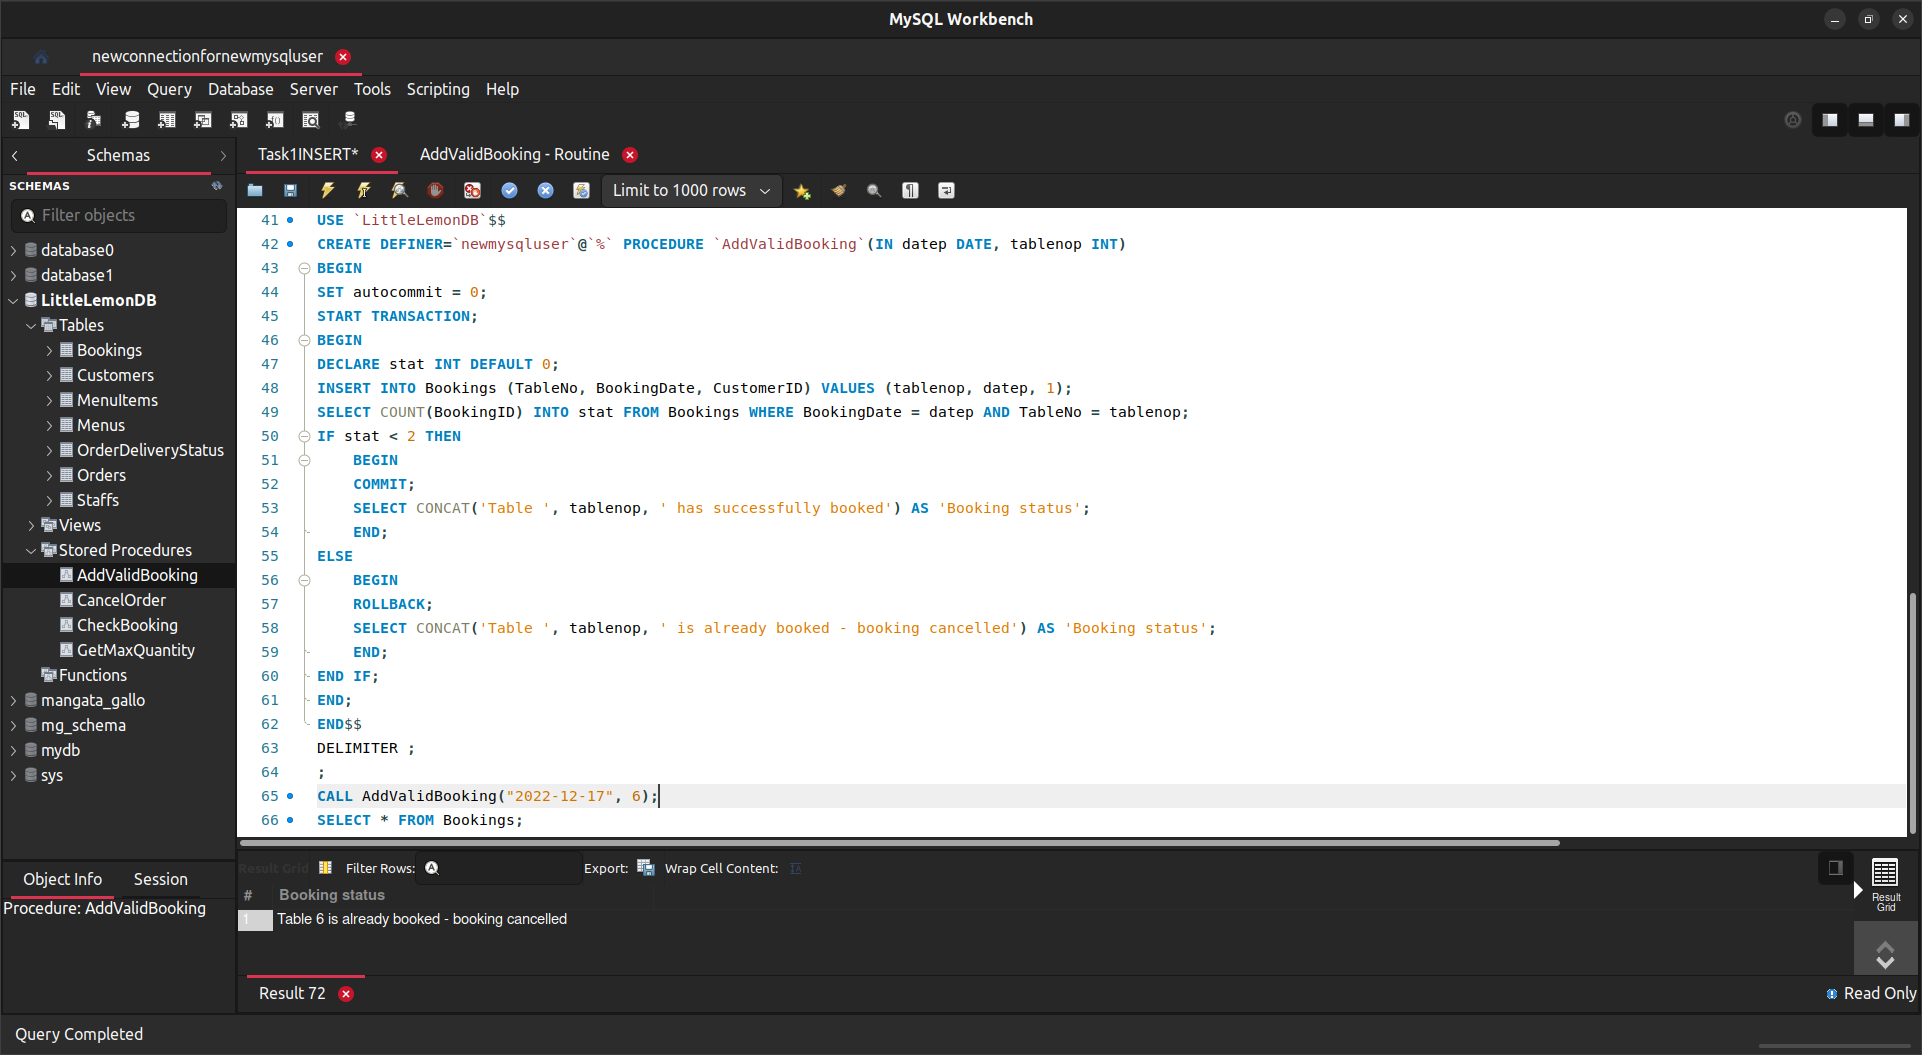 MySQL Workbench
newconnectionfornewmysqluser
File Edit View Query Database Server Tools Scripting Help
Schemas
Task1INSERT*
AddValidBooking - Routine
SCHEMAS
Limit to 1000 rows
Filter objects
database0
database1
LittleLemonDB
Tables
Bookings
Customers
MenuItems
Menus
OrderDeliveryStatus
Orders
Staffs
Views
Stored Procedures
AddValidBooking
CancelOrder
CheckBooking
GetMaxQuantity
Functions
mangata_gallo
mg_schema
mydb
sys
41 USE `LittleLemonDB`$$
42 CREATE DEFINER=`newmysqluser`@`%` PROCEDURE `AddValidBooking`(IN datep DATE, tablenop INT)
43 BEGIN
44 SET autocommit = 0;
45 START TRANSACTION;
46 BEGIN
47 DECLARE stat INT DEFAULT 0;
48 INSERT INTO Bookings (TableNo, BookingDate, CustomerID) VALUES (tablenop, datep, 1);
49 SELECT COUNT(BookingID) INTO stat FROM Bookings WHERE BookingDate = datep AND TableNo = tablenop;
50 IF stat < 2 THEN
51 BEGIN
52 COMMIT;
53 SELECT CONCAT('Table ', tablenop, ' has successfully booked') AS 'Booking status';
54 END;
55 ELSE
56 BEGIN
57 ROLLBACK;
58 SELECT CONCAT('Table ', tablenop, ' is already booked - booking cancelled') AS 'Booking status';
59 END;
60 END IF;
61 END;
62 END$$
63 DELIMITER ;
64 ;
65 CALL AddValidBooking("2022-12-17", 6);
66 SELECT * FROM Bookings;
Object Info
Session
Procedure: AddValidBooking
Result Grid Filter Rows: Export: Wrap Cell Content:
# Booking status
1 Table 6 is already booked - booking cancelled
Result
Grid
Result 72
Read Only
Query Completed